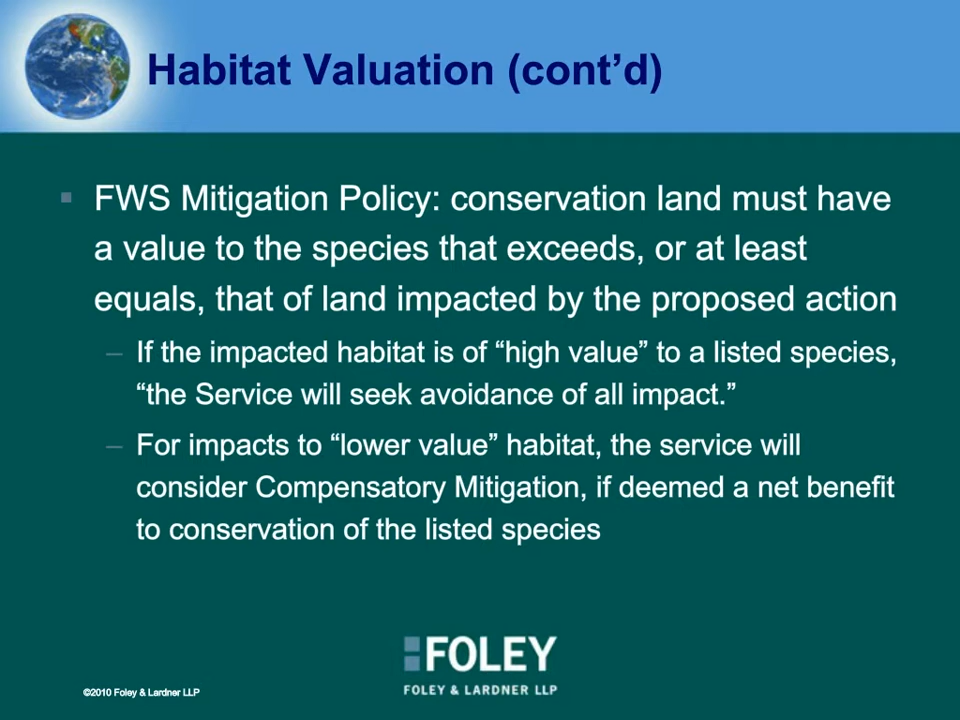 Habitat Valuation (cont’d)
▪ FWS Mitigation Policy: conservation land must have
a value to the species that exceeds, or at least
equals, that of land impacted by the proposed action
– If the impacted habitat is of “high value” to a listed species,
“the Service will seek avoidance of all impact.”
– For impacts to “lower value” habitat, the service will
consider Compensatory Mitigation, if deemed a net benefit
to conservation of the listed species
FOLEY
FOLEY & LARDNER LLP
©2010 Foley & Lardner LLP